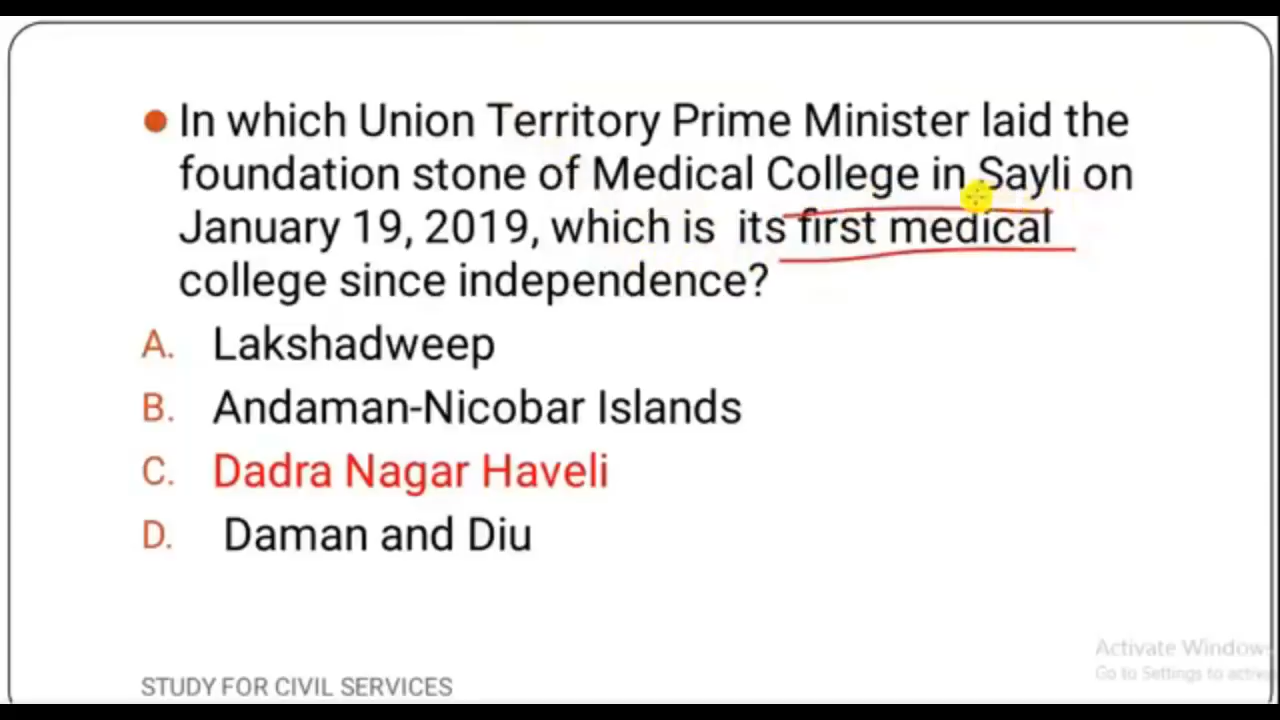 In which Union Territory Prime Minister laid the
foundation stone of Medical College in Sayli on
January 19, 2019, which is its first medical
college since independence?
A. Lakshadweep
B. Andaman-Nicobar Islands
C. Dadra Nagar Haveli
D. Daman and Diu
Activate Windows
Go to Settings to active
STUDY FOR CIVIL SERVICES